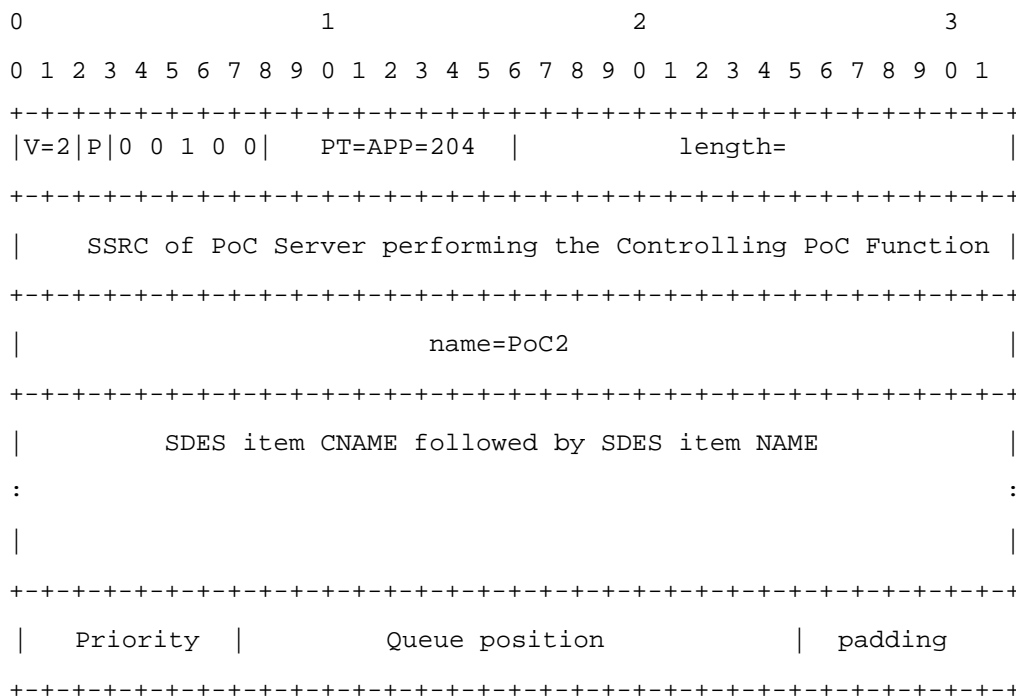 0                   1                   2                   3
0 1 2 3 4 5 6 7 8 9 0 1 2 3 4 5 6 7 8 9 0 1 2 3 4 5 6 7 8 9 0 1
+-+-+-+-+-+-+-+-+-+-+-+-+-+-+-+-+-+-+-+-+-+-+-+-+-+-+-+-+-+-+-+-+
|V=2|P|0 0 1 0 0|   PT=APP=204  |          length=              |
+-+-+-+-+-+-+-+-+-+-+-+-+-+-+-+-+-+-+-+-+-+-+-+-+-+-+-+-+-+-+-+-+
|    SSRC of PoC Server performing the Controlling PoC Function |
+-+-+-+-+-+-+-+-+-+-+-+-+-+-+-+-+-+-+-+-+-+-+-+-+-+-+-+-+-+-+-+-+
|                          name=PoC2                            |
+-+-+-+-+-+-+-+-+-+-+-+-+-+-+-+-+-+-+-+-+-+-+-+-+-+-+-+-+-+-+-+-+
|         SDES item CNAME followed by SDES item NAME            |
:                                                               :
|                                                               |
+-+-+-+-+-+-+-+-+-+-+-+-+-+-+-+-+-+-+-+-+-+-+-+-+-+-+-+-+-+-+-+-+
|   Priority  |         Queue position            |  padding
+-+-+-+-+-+-+-+-+-+-+-+-+-+-+-+-+-+-+-+-+-+-+-+-+-+-+-+-+-+-+-+-+